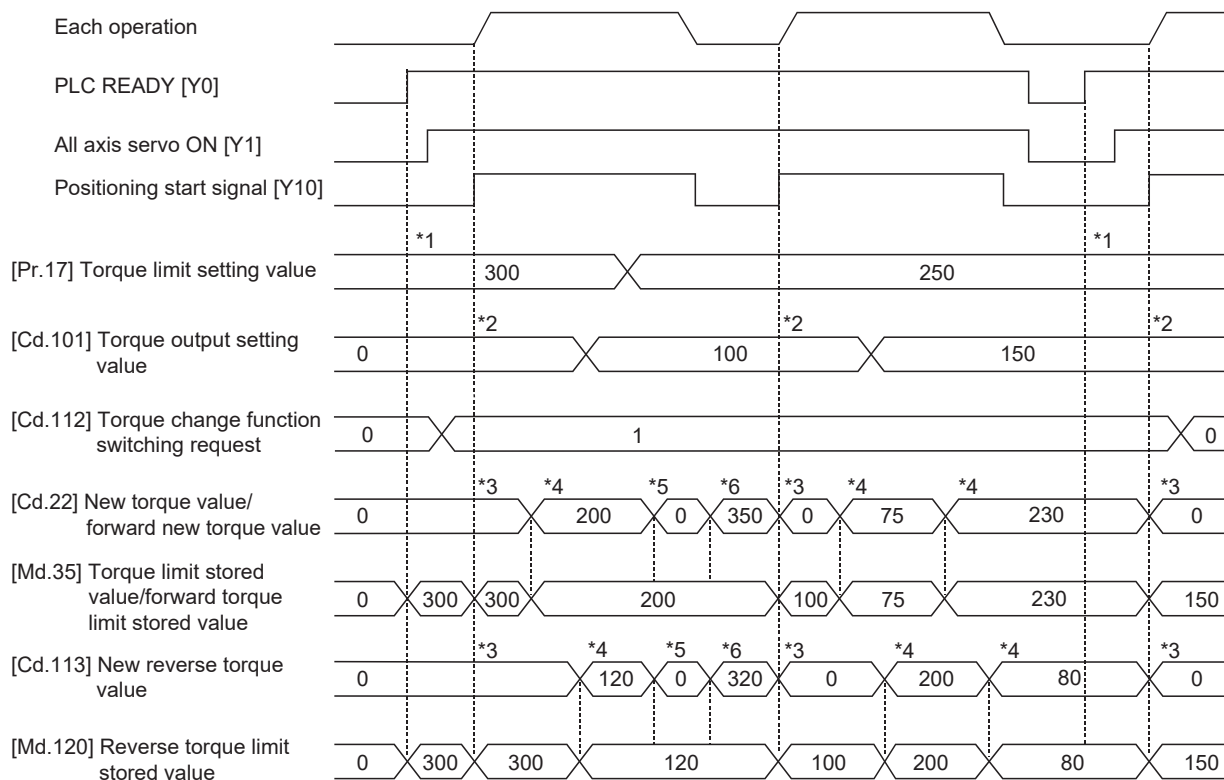 Each operation
PLC READY [Y0]
All axis servo ON [Y1]
Positioning start signal [Y10]
*1 *1
[Pr.17] Torque limit setting value 300 250
*2 *2 *2
[Cd.101] Torque output setting
value
0 100 150
[Cd.112] Torque change function
switching request
0 1 0
*3 *4 *5 *6 *3 *4 *4 *3
[Cd.22] New torque value/
forward new torque value
0 200 0 350 0 75 230 0
[Md.35] Torque limit stored
value/forward torque
limit stored value
0 300 300 200 100 75 230 150
*3 *4 *5 *6 *3 *4 *4 *3
[Cd.113] New reverse torque
value
0 120 0 320 0 200 80 0
[Md.120] Reverse torque limit
stored value
0 300 300 120 100 200 80 150